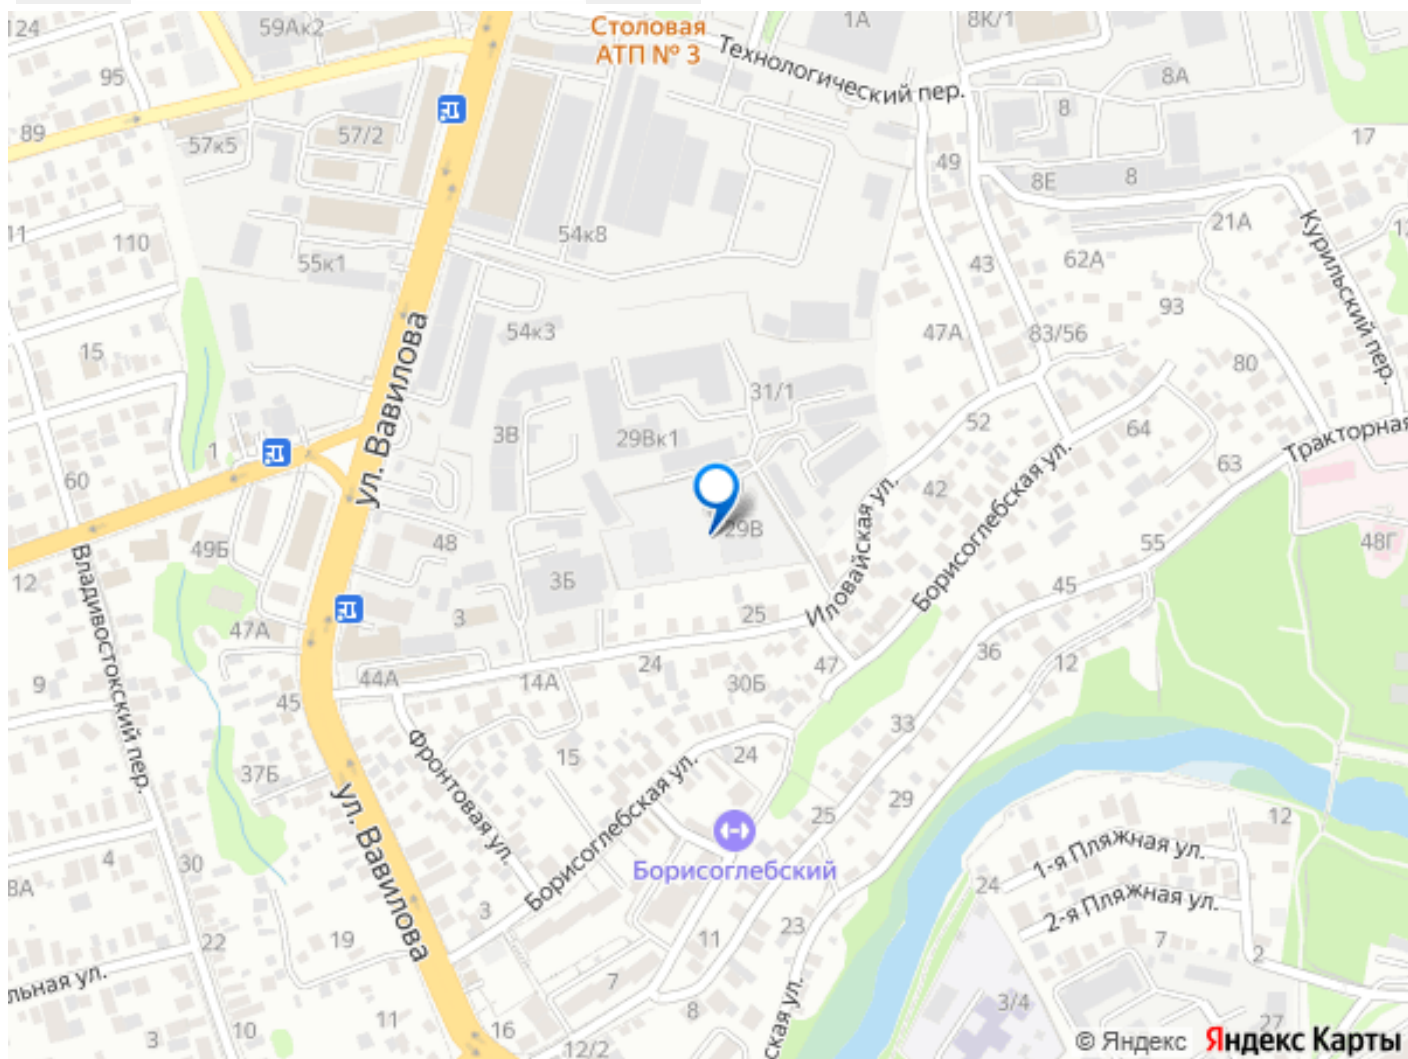 124
59Ак2
Столовая
АТП № 3
1А
8К/1
Технологический пер.
8А
95
8
89
57/2
57к5
17
49
8Е
8
11
110
54к8
21А
Курильский пер.
55к1
43
62А
93
54к3
47А
83/56
15
ул. Вавилова
31/1
80
52
3В
29Вк1
64
Тракторная
1
60
63
42
Иловайская ул.
Борисоглебская ул.
29В
48
49Б
55
48Г
12
3Б
45
Владивостокский пер.
3
25
47А
36
24
47
12
9
44А
14А
30Б
45
33
Фронтовая ул.
15
24
37Б
ул. Вавилова
Борисоглебская ул.
29
25
12
4
30
Борисоглебский
1-я Пляжная ул.
24
8А
2-я Пляжная ул.
3
23
22
19
11
7
2
льная ул.
7
3/4
8
ская ул.
11
16
10
3
12/2
27
© Яндекс Яндекс Карты